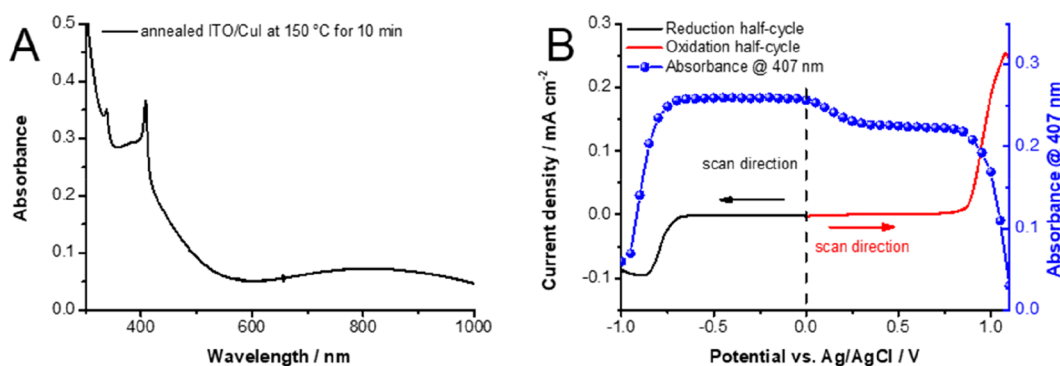 A
annealed ITO/CuI at 150 °C for 10 min
Absorbance
0.5
0.4
0.3
0.2
0.1
0.0
400
600
800
1000
Wavelength / nm
B
Reduction half-cycle
Oxidation half-cycle
Absorbance @ 407 nm
scan direction
scan direction
Current density / mA cm⁻²
0.3
0.2
0.1
0.0
-0.1
-1.0
-0.5
0.0
0.5
1.0
Potential vs. Ag/AgCl / V
0.3
0.2
0.1
0.0
Absorbance @ 407 nm